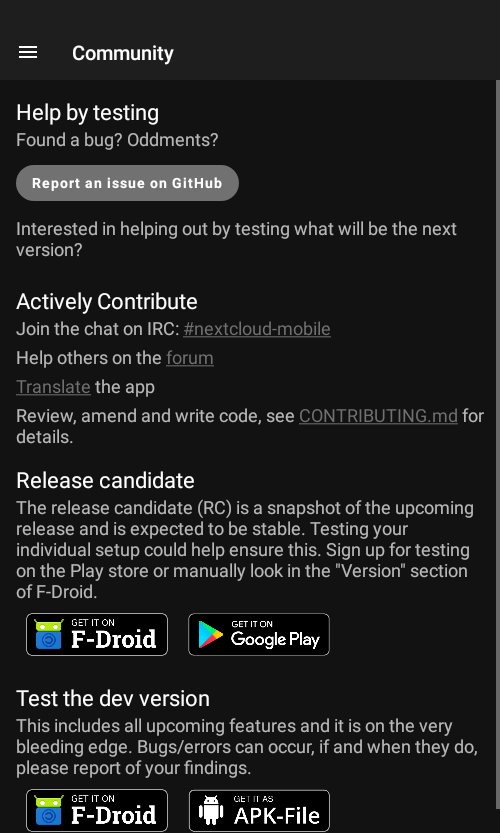 Community
Help by testing
Found a bug? Oddments?
Report an issue on GitHub
Interested in helping out by testing what will be the next
version?
Actively Contribute
Join the chat on IRC: #nextcloud-mobile
Help others on the forum
Translate the app
Review, amend and write code, see CONTRIBUTING.md for
details.
Release candidate
The release candidate (RC) is a snapshot of the upcoming
release and is expected to be stable. Testing your
individual setup could help ensure this. Sign up for testing
on the Play store or manually look in the "Version" section
of F-Droid.
GET IT ON
F-Droid
GET IT ON
Google Play
Test the dev version
This includes all upcoming features and it is on the very
bleeding edge. Bugs/errors can occur, if and when they do,
please report of your findings.
GET IT ON
F-Droid
GET IT AS
APK-File